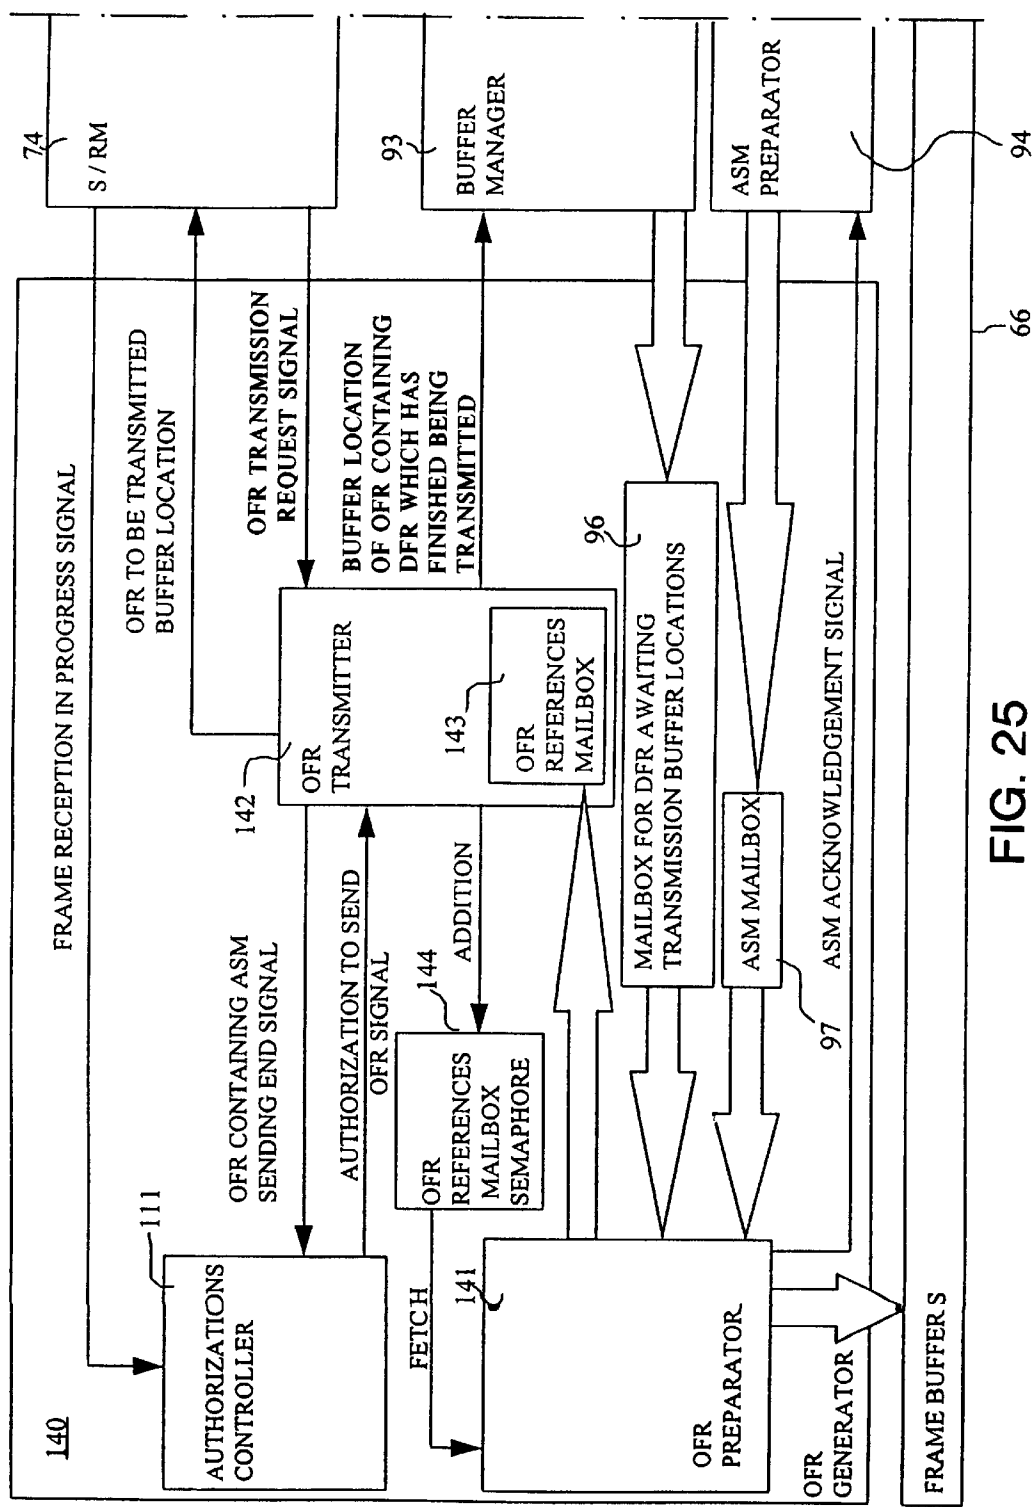 140
FRAME RECEPTION IN PROGRESS SIGNAL
74
S / RM
OFR TO BE TRANSMITTED
BUFFER LOCATION
111
AUTHORIZATIONS
CONTROLLER
OFR CONTAINING ASM
SENDING END SIGNAL
142
OFR
TRANSMITTER
OFR TRANSMISSION
REQUEST SIGNAL
AUTHORIZATION TO SEND
OFR SIGNAL
BUFFER LOCATION
OF OFR CONTAINING
DFR WHICH HAS
FINISHED BEING
TRANSMITTED
93
BUFFER
MANAGER
FETCH
144
OFR
REFERENCES
MAILBOX
SEMAPHORE
ADDITION
143
OFR
REFERENCES
MAILBOX
141
OFR
PREPARATOR
96
MAILBOX FOR DFR AWAITING
TRANSMISSION BUFFER LOCATIONS
ASM MAILBOX
97
ASM
PREPARATOR
94
ASM ACKNOWLEDGEMENT SIGNAL
OFR
GENERATOR
FRAME BUFFER S
66
FIG. 25